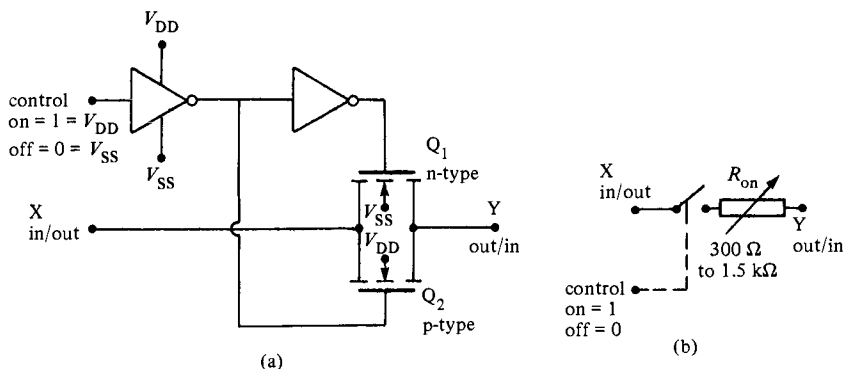 V_DD
control
on = 1 = V_DD
off = 0 = V_SS
V_SS
Q_1
n-type
V_SS
X
in/out
Y
out/in
V_DD
Q_2
p-type
(a)
X
in/out
R_on
Y
out/in
300 Ω
to 1.5 kΩ
control
on = 1
off = 0
(b)